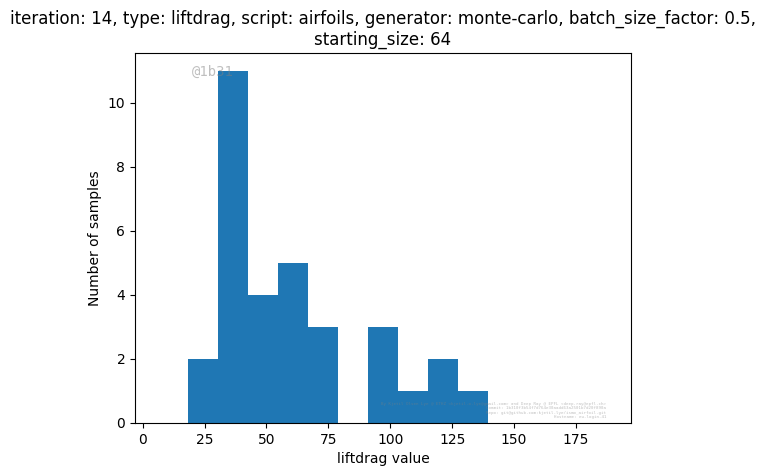 iteration: 14, type: liftdrag, script: airfoils, generator: monte-carlo, batch_size_factor: 0.5,
starting_size: 64
@1b31
10
8
6
4
2
0
Number of samples
0 25 50 75 100 125 150 175
liftdrag value